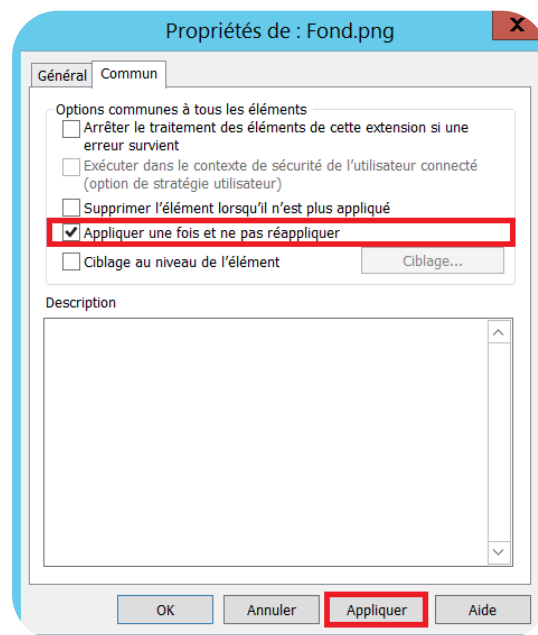 Propriétés de : Fond.png
X
Général
Commun
Options communes à tous les éléments
Arrêter le traitement des éléments de cette extension si une
erreur survient
Exécuter dans le contexte de sécurité de l'utilisateur connecté
(option de stratégie utilisateur)
Supprimer l'élément lorsqu'il n'est plus appliqué
Appliquer une fois et ne pas réappliquer
Ciblage au niveau de l'élément
Ciblage...
Description
OK
Annuler
Appliquer
Aide